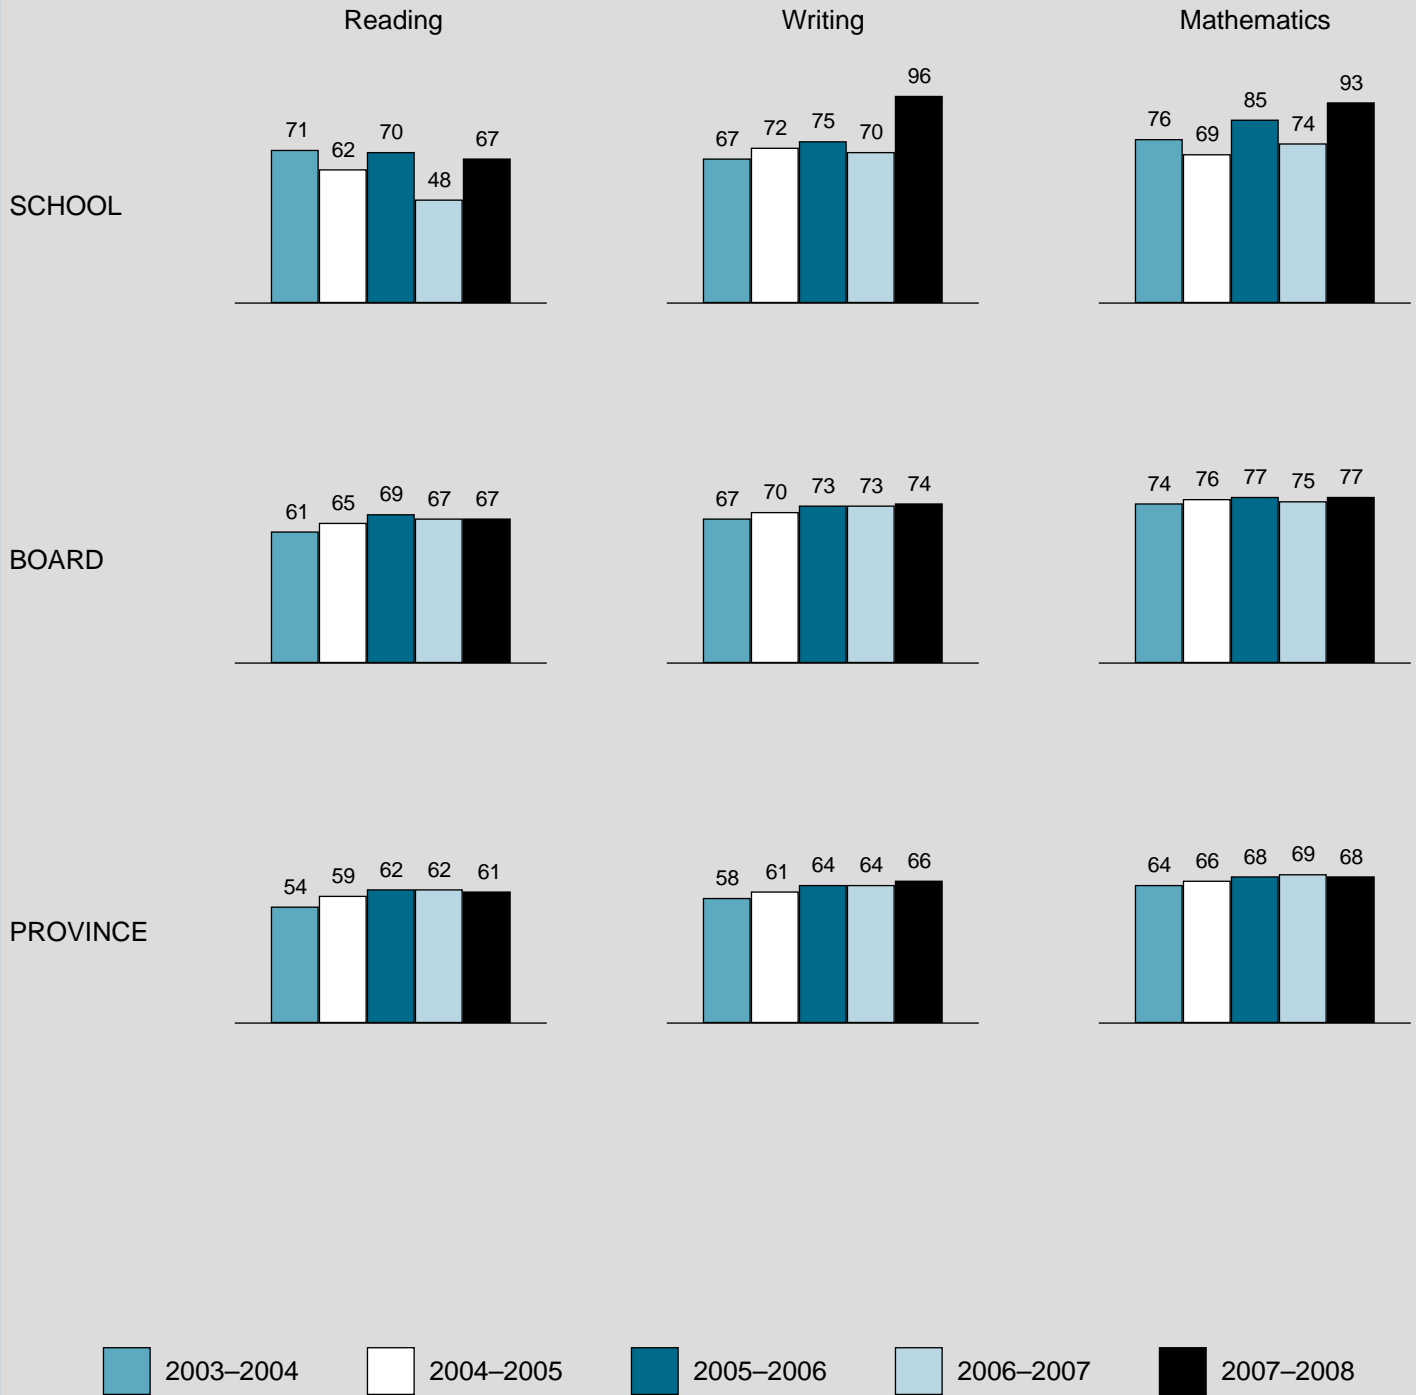 Reading Writing Mathematics
SCHOOL
71 62 70 48 67
67 72 75 70 96
76 69 85 74 93
BOARD
61 65 69 67 67
67 70 73 73 74
74 76 77 75 77
PROVINCE
54 59 62 62 61
58 61 64 64 66
64 66 68 69 68
2003–2004 2004–2005 2005–2006 2006–2007 2007–2008